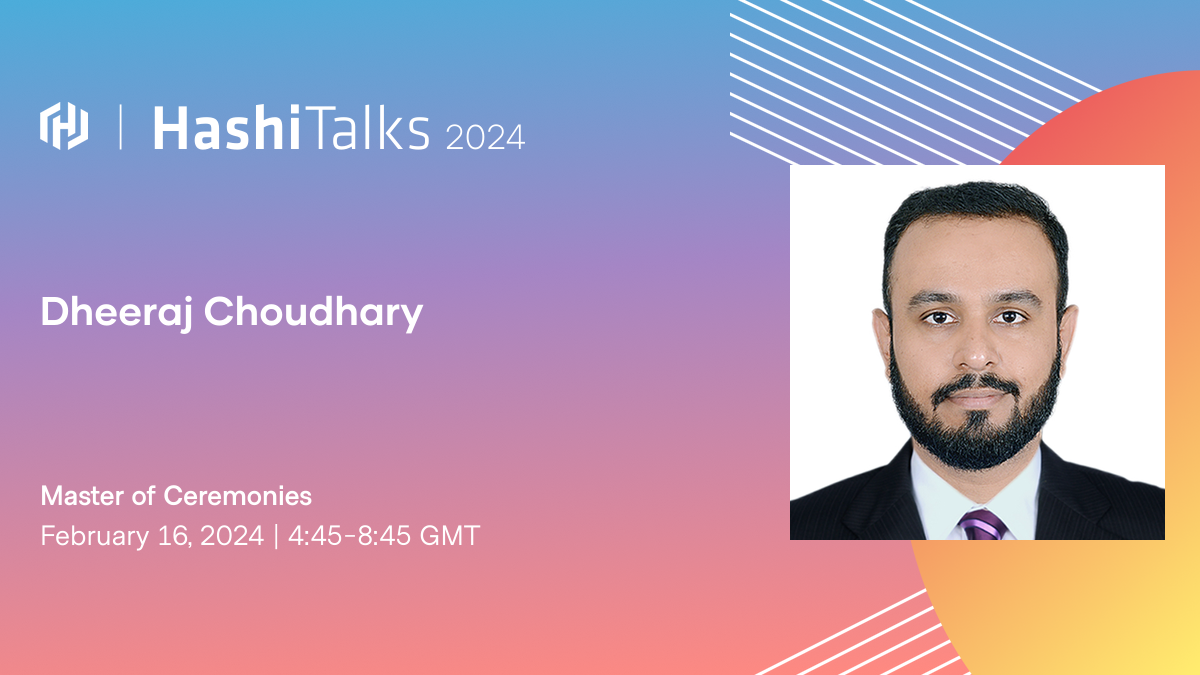 HashiTalks 2024
Dheeraj Choudhary
Master of Ceremonies
February 16, 2024 | 4:45-8:45 GMT